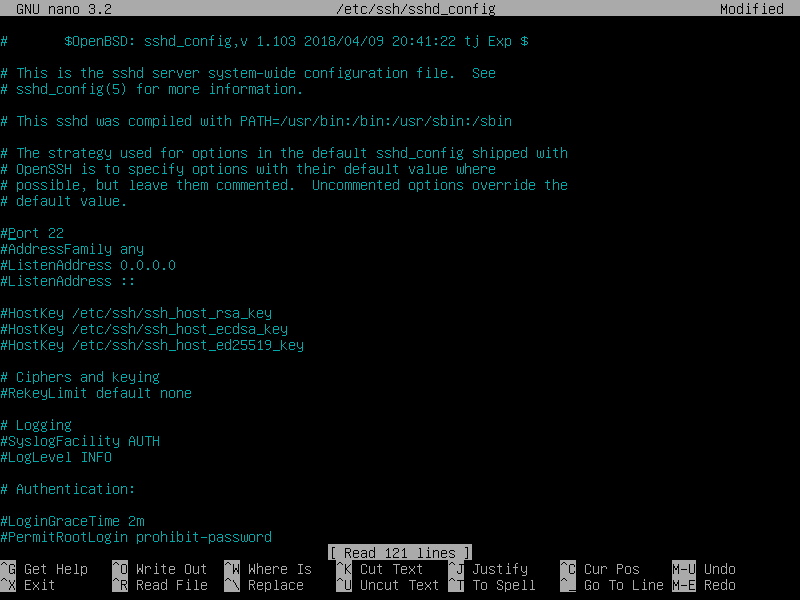 GNU nano 3.2 /etc/ssh/sshd_config Modified
# $OpenBSD: sshd_config,v 1.103 2018/04/09 20:41:22 tj Exp $
# This is the sshd server system-wide configuration file. See
# sshd_config(5) for more information.
# This sshd was compiled with PATH=/usr/bin:/bin:/usr/sbin:/sbin
# The strategy used for options in the default sshd_config shipped with
# OpenSSH is to specify options with their default value where
# possible, but leave them commented. Uncommented options override the
# default value.
#Port 22
#AddressFamily any
#ListenAddress 0.0.0.0
#ListenAddress ::
#HostKey /etc/ssh/ssh_host_rsa_key
#HostKey /etc/ssh/ssh_host_ecdsa_key
#HostKey /etc/ssh/ssh_host_ed25519_key
# Ciphers and keying
#RekeyLimit default none
# Logging
#SyslogFacility AUTH
#LogLevel INFO
# Authentication:
#LoginGraceTime 2m
#PermitRootLogin prohibit-password
[ Read 121 lines ]
^G Get Help ^O Write Out ^W Where Is ^K Cut Text ^J Justify ^C Cur Pos M-U Undo
^X Exit ^R Read File ^\ Replace ^U Uncut Text ^T To Spell ^_ Go To Line M-E Redo